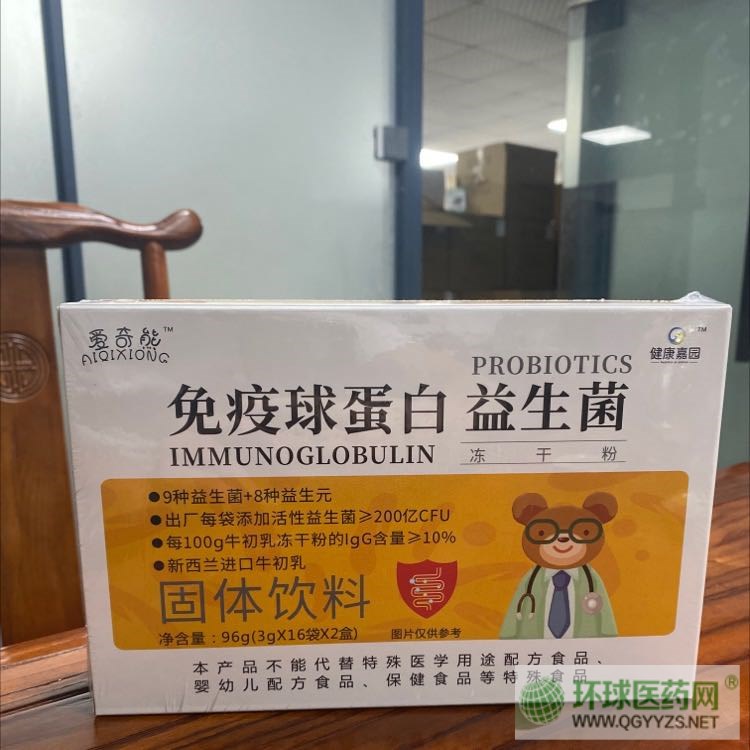 爱奇能™
AIQIXIONG
™
健康嘉园
PROBIOTICS
免疫球蛋白 益生菌
IMMUNOGLOBULIN
冻干粉
●9种益生菌+8种益生元
●出厂每袋添加活性益生菌≥200亿CFU
●每100g牛初乳冻干粉的IgG含量≥10%
●新西兰进口牛初乳
固体饮料
净含量：96g(3gX16袋X2盒)
图片仅供参考
本产品不能代替特殊医学用途配方食品、
婴幼儿配方食品、保健食品等特殊食品
环球医药网®
WWW.QGYYZS.NET